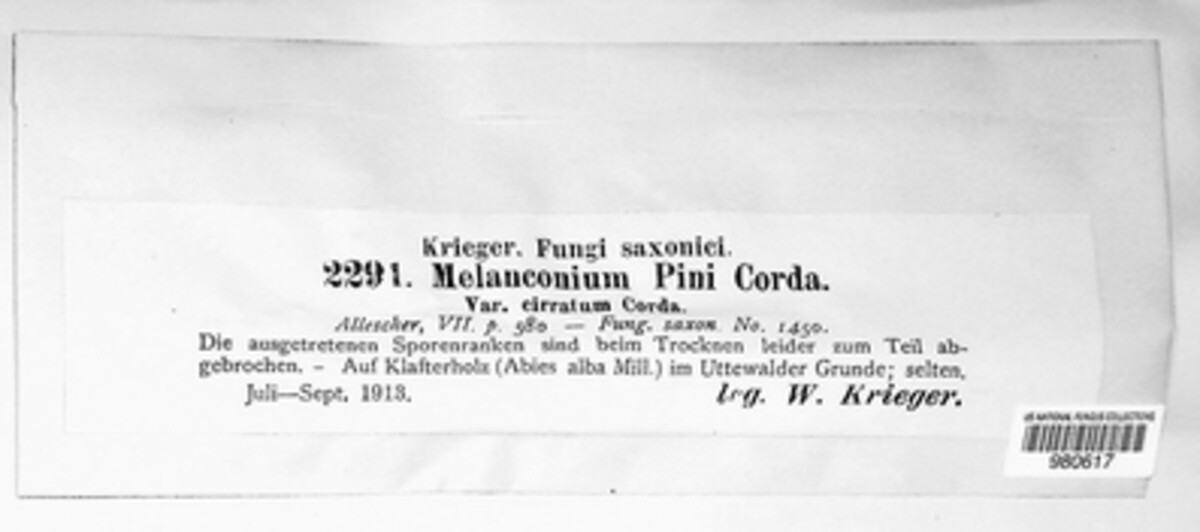 Krieger. Fungi saxonici.
2291. Melanconium Pini Corda.
Var. cirratum Corda.
Allescher, VII. p. 580 — Fung. saxon. No. 1450.
Die ausgetretenen Sporenranken sind beim Trocknen leider zum Teil ab-
gebrochen. – Auf Klafterholz (Abies alba Mill.) im Uttewalder Grunde; selten.
Juli—Sept. 1913. leg. W. Krieger.
US NATIONAL FUNGUS COLLECTIONS
980617